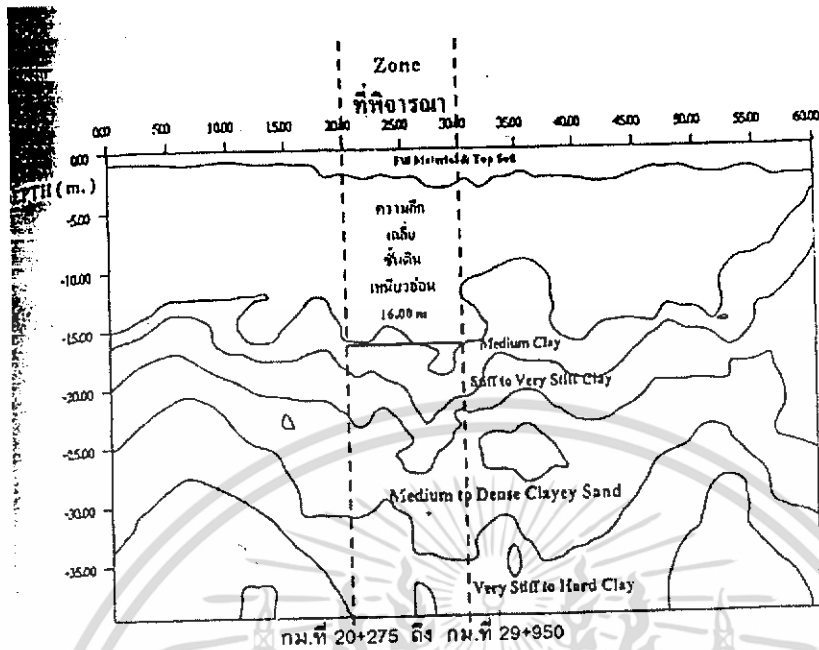 Zone
ที่พิจารณา
0.00 5.00 10.00 15.00 20.00 25.00 30.00 35.00 40.00 45.00 50.00 55.00 60.00
0.00
Fill Material & Top Soil
(m.)
-5.00
ความลึก
เฉลี่ย
ชั้นดิน
เหนียวอ่อน
16.00 m
-10.00
-15.00
Medium Clay
Stiff to Very Stiff Clay
-20.00
-25.00
Medium to Dense Clayey Sand
-30.00
-35.00
Very Stiff to Hard Clay
กม.ที่ 20+275 ถึง กม.ที่ 29+950